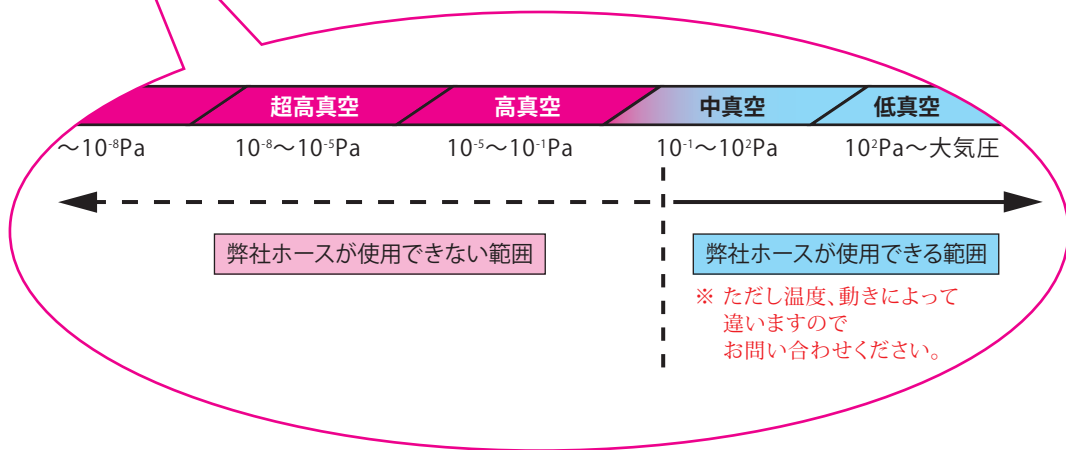 超高真空 高真空 中真空 低真空
～10⁻⁸Pa 10⁻⁸～10⁻⁵Pa 10⁻⁵～10⁻¹Pa 10⁻¹～10²Pa 10²Pa～大気圧
弊社ホースが使用できない範囲 弊社ホースが使用できる範囲
※ ただし温度、動きによって
違いますので
お問い合わせください。